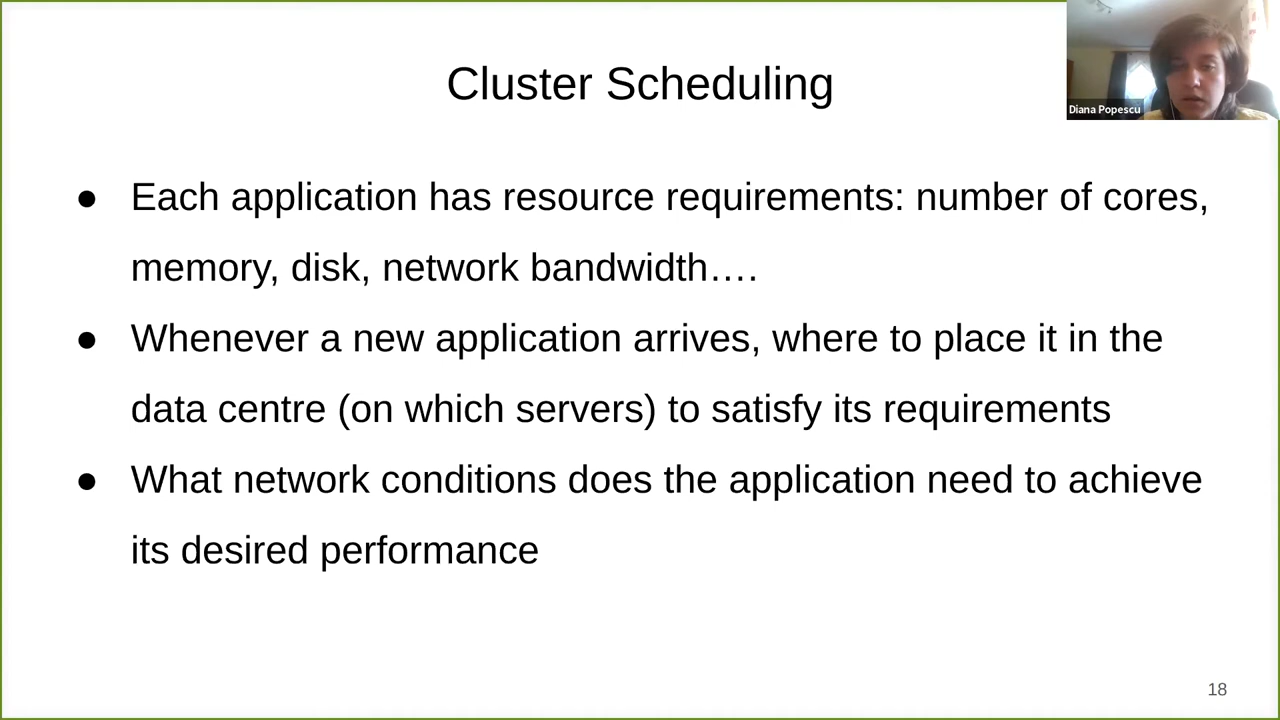 Cluster Scheduling
Diana Popescu
● Each application has resource requirements: number of cores,
memory, disk, network bandwidth….
● Whenever a new application arrives, where to place it in the
data centre (on which servers) to satisfy its requirements
● What network conditions does the application need to achieve
its desired performance
18